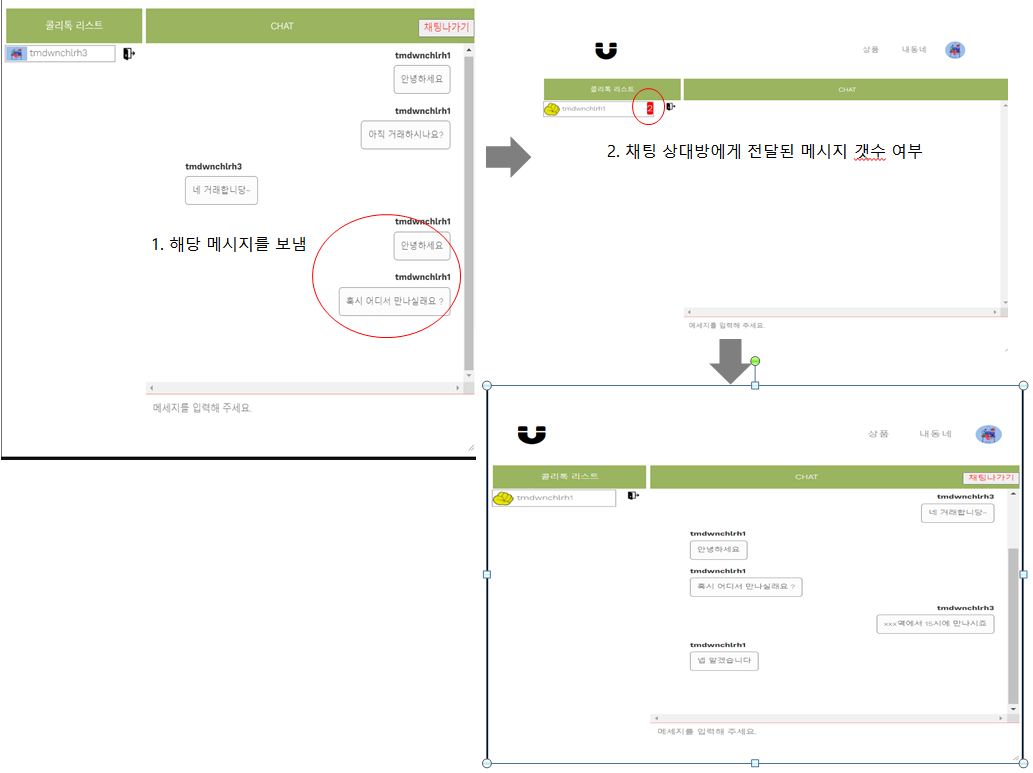 콜리톡 리스트
CHAT
채팅나가기
tmdwnchlrh3
tmdwnchlrh1
안녕하세요
tmdwnchlrh1
아직 거래하시나요?
tmdwnchlrh3
네 거래합니당~
tmdwnchlrh1
1. 해당 메시지를 보냄
안녕하세요
tmdwnchlrh1
혹시 어디서 만나실래요 ?
메세지를 입력해 주세요.
상품
내동네
콜리톡 리스트
CHAT
tmdwnchlrh1
2
2. 채팅 상대방에게 전달된 메시지 갯수 여부
메세지를 입력해 주세요.
상품
내동네
콜리톡 리스트
CHAT
채팅나가기
tmdwnchlrh1
tmdwnchlrh3
네 거래합니당~
tmdwnchlrh1
안녕하세요
tmdwnchlrh1
혹시 어디서 만나실래요 ?
tmdwnchlrh3
xxx역에서 15시에 만나시죠
tmdwnchlrh1
넵 알겠습니다
메세지를 입력해 주세요.